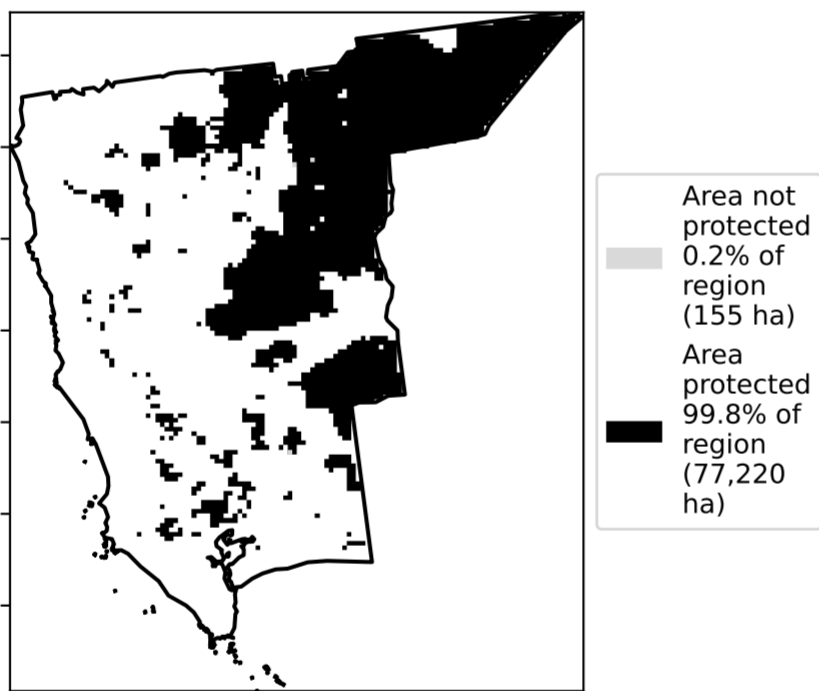 Area not
protected
0.2% of
region
(155 ha)
Area
protected
99.8% of
region
(77,220
ha)